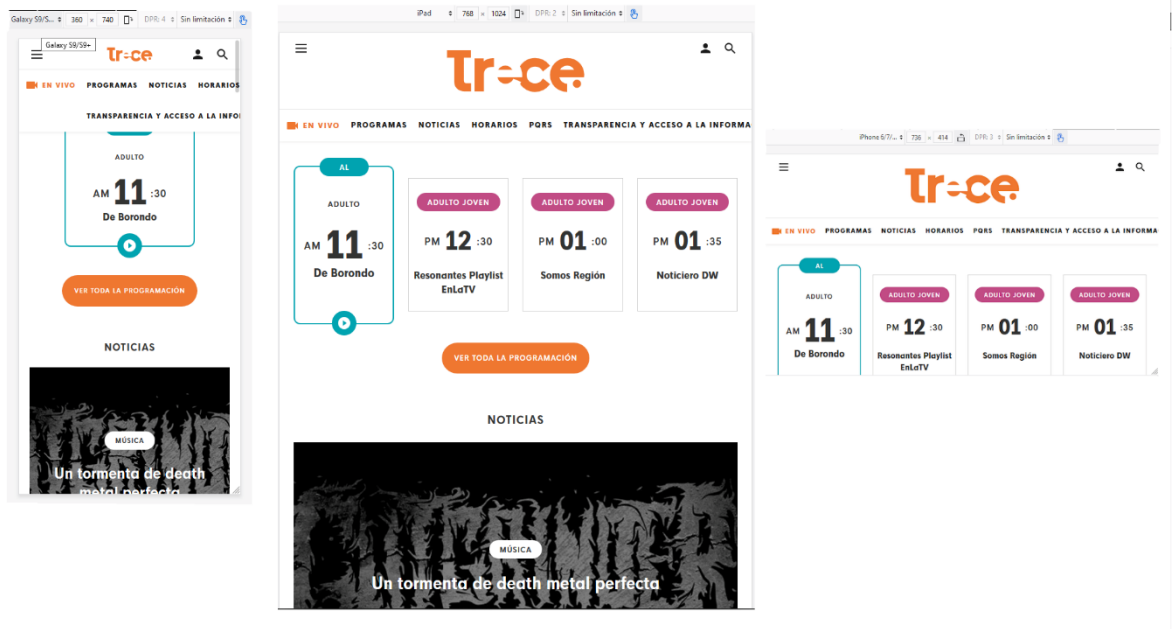 Galaxy S9/S... 360 × 740 DPR: 4 Sin limitación
Galaxy S9/S9+
Trece
EN VIVO PROGRAMAS NOTICIAS HORARIOS
TRANSPARENCIA Y ACCESO A LA INFO
ADULTO
AM 11 :30
De Borondo
VER TODA LA PROGRAMACIÓN
NOTICIAS
MÚSICA
Un tormenta de death
metal perfecta
iPad 768 × 1024 DPR: 2 Sin limitación
Trece
EN VIVO PROGRAMAS NOTICIAS HORARIOS PQRS TRANSPARENCIA Y ACCESO A LA INFORMA
AL
ADULTO
AM 11 :30
De Borondo
ADULTO JOVEN
PM 12 :30
Resonantes Playlist
EnLaTV
ADULTO JOVEN
PM 01 :00
Somos Región
ADULTO JOVEN
PM 01 :35
Noticiero DW
VER TODA LA PROGRAMACIÓN
NOTICIAS
MÚSICA
Un tormenta de death metal perfecta
iPhone 6/7/... 736 × 414 DPR: 3 Sin limitación
Trece
EN VIVO PROGRAMAS NOTICIAS HORARIOS PQRS TRANSPARENCIA Y ACCESO A LA INFORMA
AL
ADULTO
AM 11 :30
De Borondo
ADULTO JOVEN
PM 12 :30
Resonantes Playlist
EnLaTV
ADULTO JOVEN
PM 01 :00
Somos Región
ADULTO JOVEN
PM 01 :35
Noticiero DW